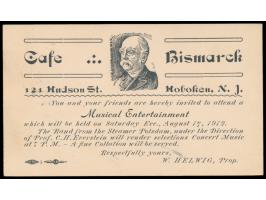 Cafe .:. Bismarck
124 Hudson St. Hoboken, N. J.
You and your friends are hereby invited to attend a
Musical Entertainment
which will be held on Saturday Eve., August 17, 1912.
The Band from the Steamer Potsdam, under the Direction
of Prof. C. H. Everstein will render selections Concert Music
at 7 P. M. - A fine Collation will be served.
Respectfully yours,
W. HELWIG, Prop.